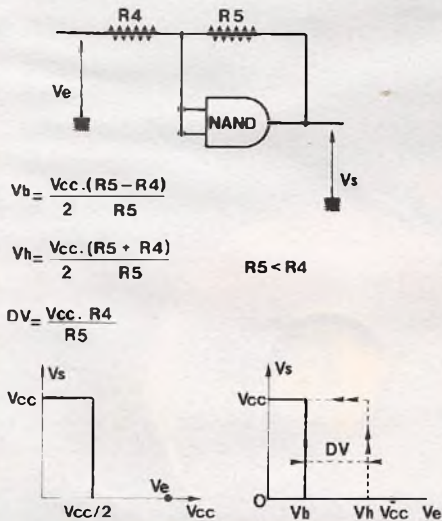 R4 R5
Ve
NAND
Vs
Vb = Vcc.(R5-R4)
2 R5
Vh = Vcc.(R5 + R4)
2 R5
R5 < R4
DV = Vcc. R4
R5
Vs
Vcc
Ve
Vcc
Vcc/2
Vs
Vcc
DV
O Vb Vh Vcc Ve